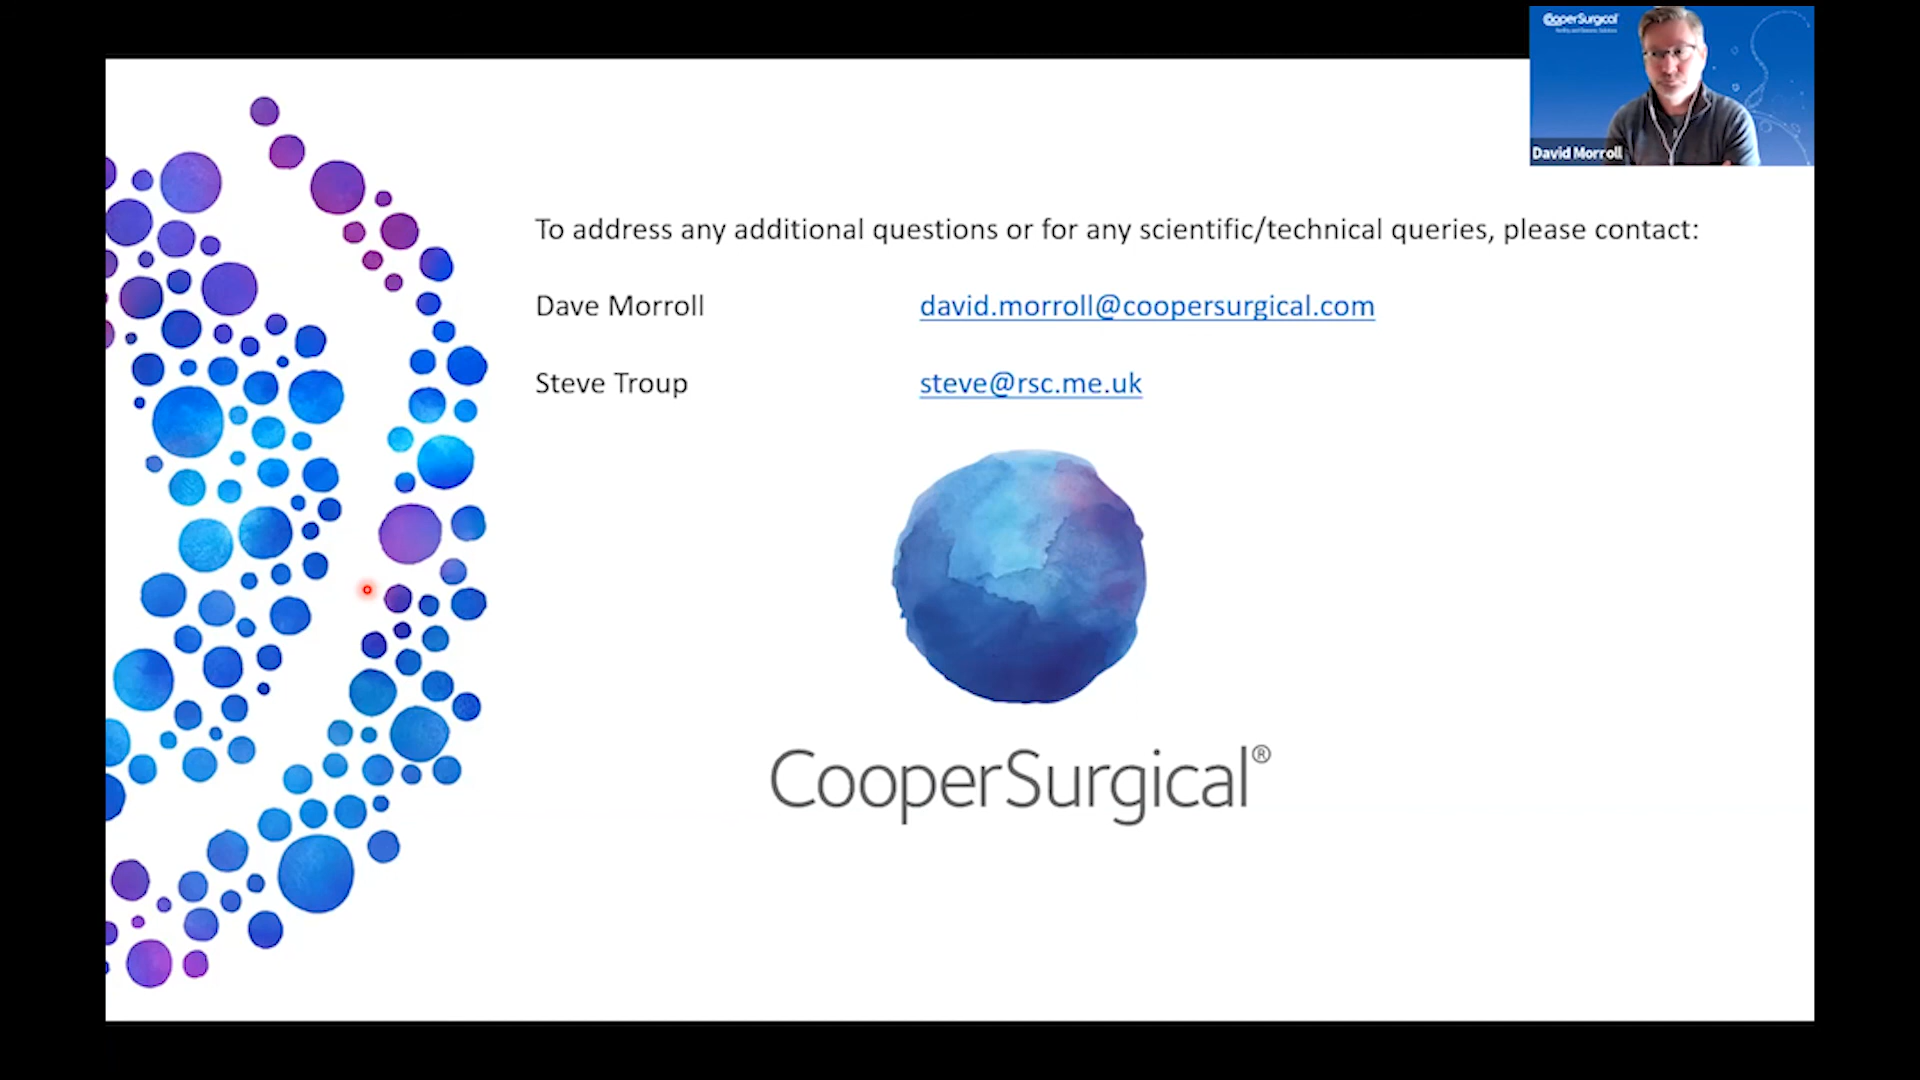 CooperSurgical
David Morroll
To address any additional questions or for any scientific/technical queries, please contact:
Dave Morroll david.morroll@coopersurgical.com
Steve Troup steve@rsc.me.uk
CooperSurgical®